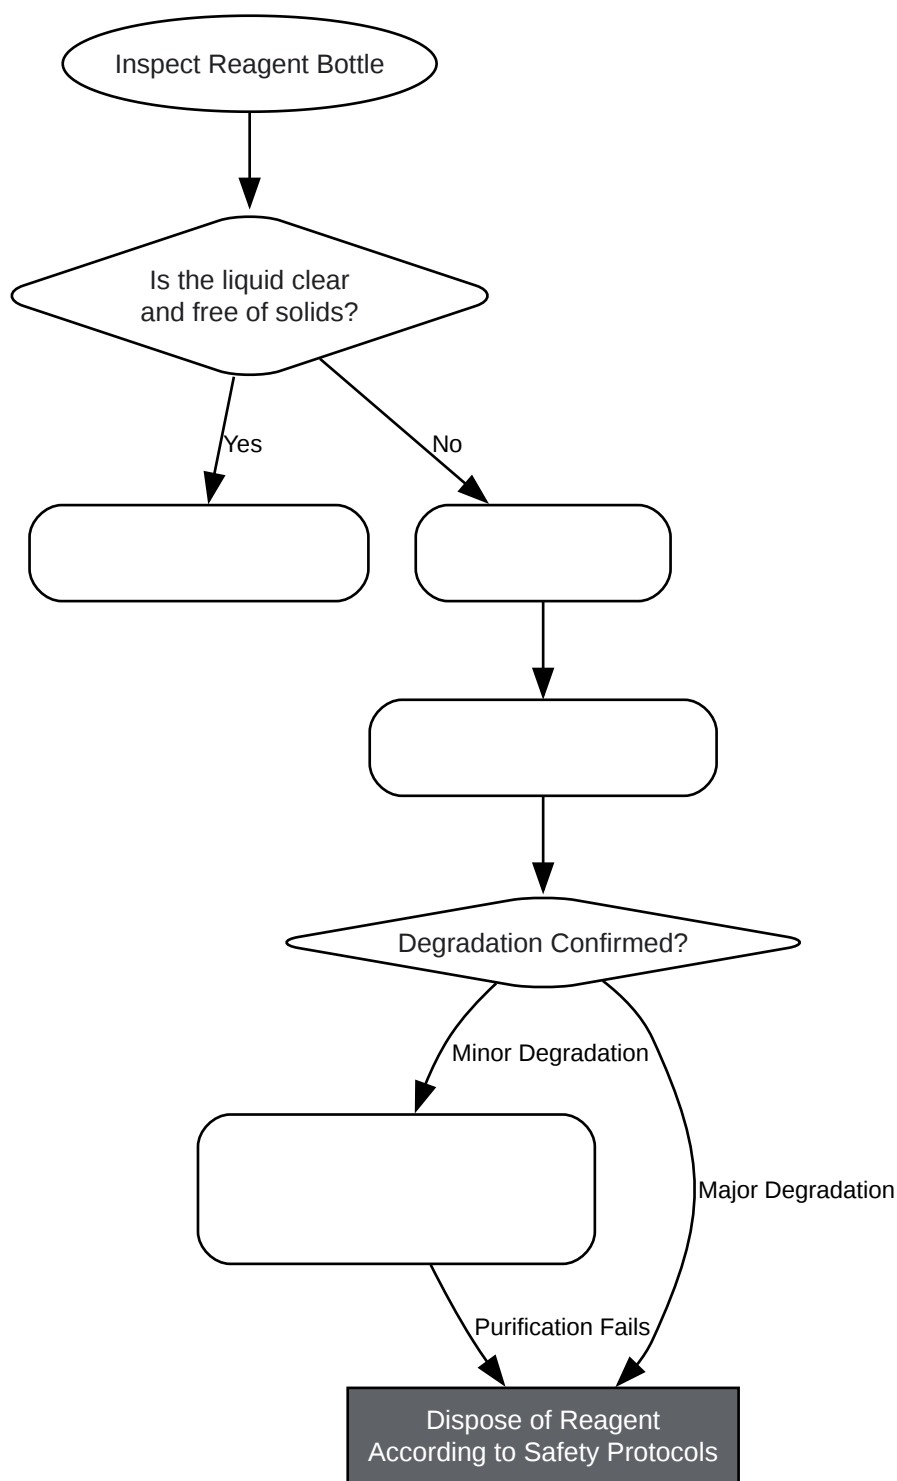 Inspect Reagent Bottle
Is the liquid clear
and free of solids?
Yes
No
Degradation Confirmed?
Minor Degradation
Major Degradation
Purification Fails
Dispose of Reagent
According to Safety Protocols